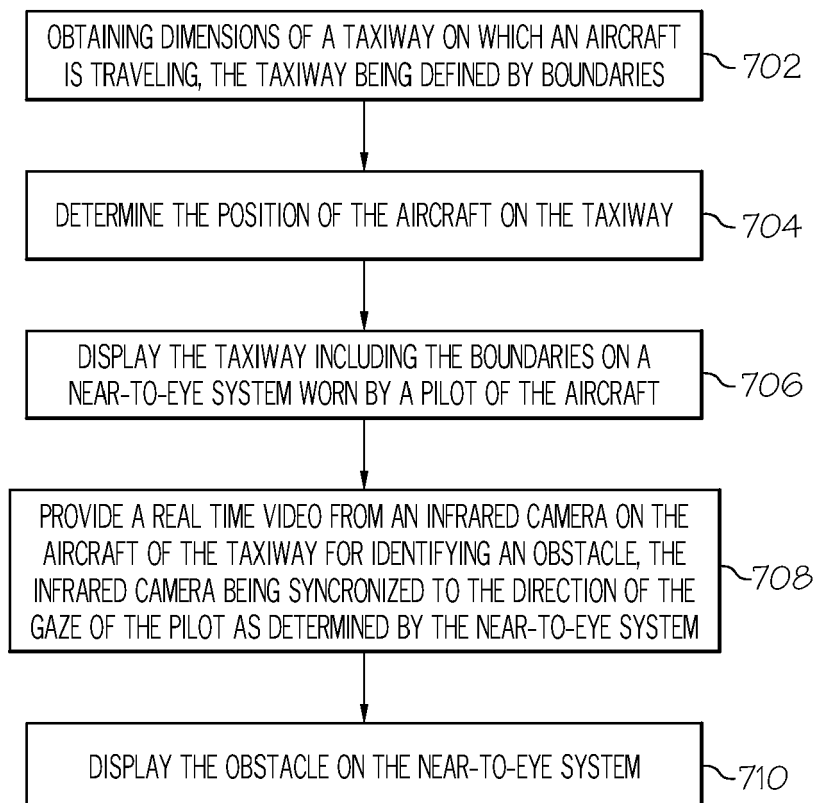 OBTAINING DIMENSIONS OF A TAXIWAY ON WHICH AN AIRCRAFT
IS TRAVELING, THE TAXIWAY BEING DEFINED BY BOUNDARIES
702
DETERMINE THE POSITION OF THE AIRCRAFT ON THE TAXIWAY
704
DISPLAY THE TAXIWAY INCLUDING THE BOUNDARIES ON A
NEAR-TO-EYE SYSTEM WORN BY A PILOT OF THE AIRCRAFT
706
PROVIDE A REAL TIME VIDEO FROM AN INFRARED CAMERA ON THE
AIRCRAFT OF THE TAXIWAY FOR IDENTIFYING AN OBSTACLE, THE
INFRARED CAMERA BEING SYNCRONIZED TO THE DIRECTION OF THE
GAZE OF THE PILOT AS DETERMINED BY THE NEAR-TO-EYE SYSTEM
708
DISPLAY THE OBSTACLE ON THE NEAR-TO-EYE SYSTEM
710